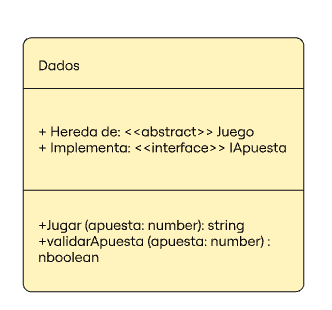 Dados
+ Hereda de: <<abstract>> Juego
+ Implementa: <<interface>> IApuesta
+Jugar (apuesta: number): string
+validarApuesta (apuesta: number) :
nboolean